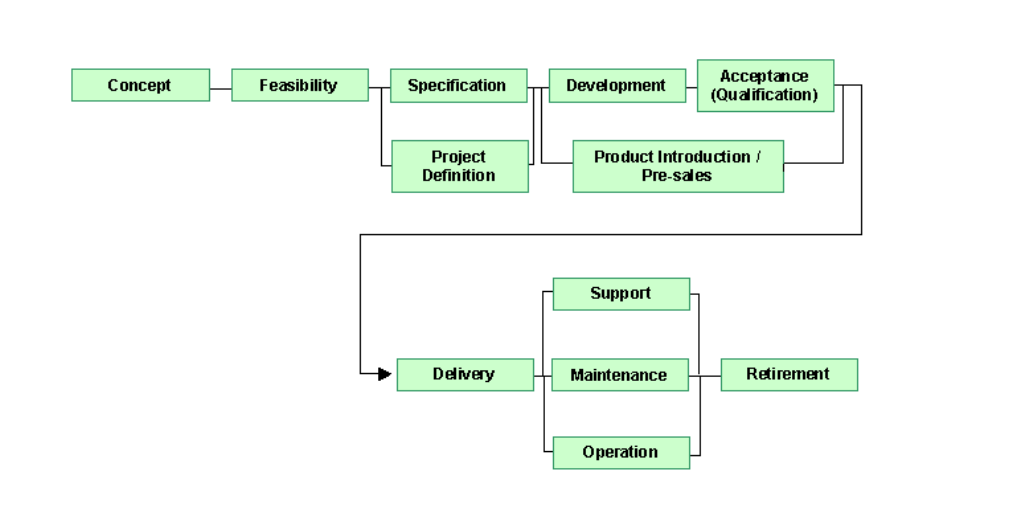 Concept
Feasibility
Specification
Development
Acceptance
(Qualification)
Project
Definition
Product Introduction /
Pre-sales
Support
Delivery
Maintenance
Retirement
Operation